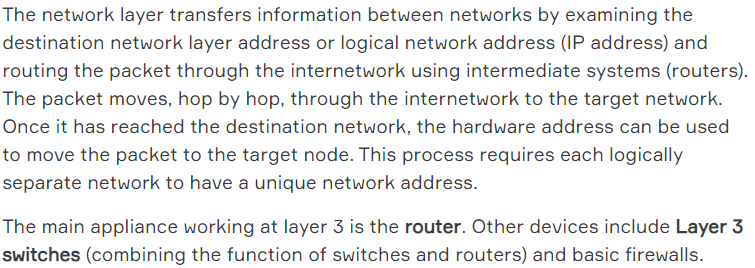 The network layer transfers information between networks by examining the
destination network layer address or logical network address (IP address) and
routing the packet through the internetwork using intermediate systems (routers).
The packet moves, hop by hop, through the internetwork to the target network.
Once it has reached the destination network, the hardware address can be used
to move the packet to the target node. This process requires each logically
separate network to have a unique network address.
The main appliance working at layer 3 is the router. Other devices include Layer 3
switches (combining the function of switches and routers) and basic firewalls.